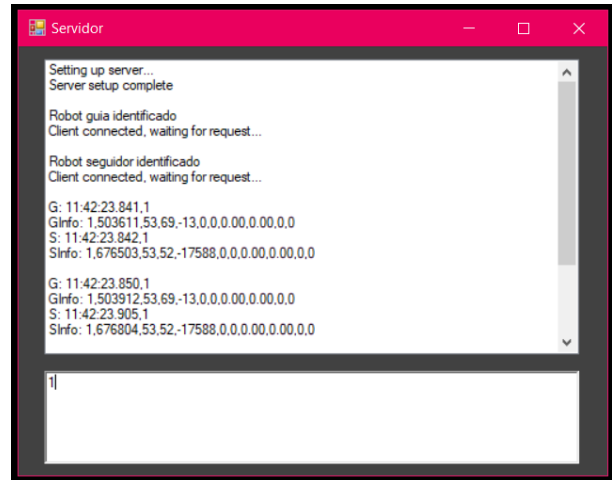 Servidor
Setting up server...
Server setup complete
Robot guia identificado
Client connected, waiting for request...
Robot seguidor identificado
Client connected, waiting for request...
G: 11:42:23.841,1
GInfo: 1,503611,53,69,-13,0,0,0.00,0.00,0,0
S: 11:42:23.842,1
SInfo: 1,676503,53,52,-17588,0,0,0.00,0.00,0,0
G: 11:42:23.850,1
GInfo: 1,503912,53,69,-13,0,0,0.00,0.00,0,0
S: 11:42:23.905,1
SInfo: 1,676804,53,52,-17588,0,0,0.00,0.00,0,0
1